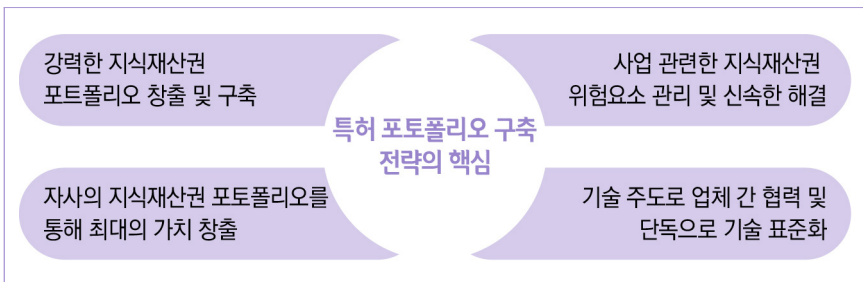 강력한 지식재산권
포트폴리오 창출 및 구축
사업 관련한 지식재산권
위험요소 관리 및 신속한 해결
특허 포토폴리오 구축
전략의 핵심
자사의 지식재산권 포토폴리오를
통해 최대의 가치 창출
기술 주도로 업체 간 협력 및
단독으로 기술 표준화